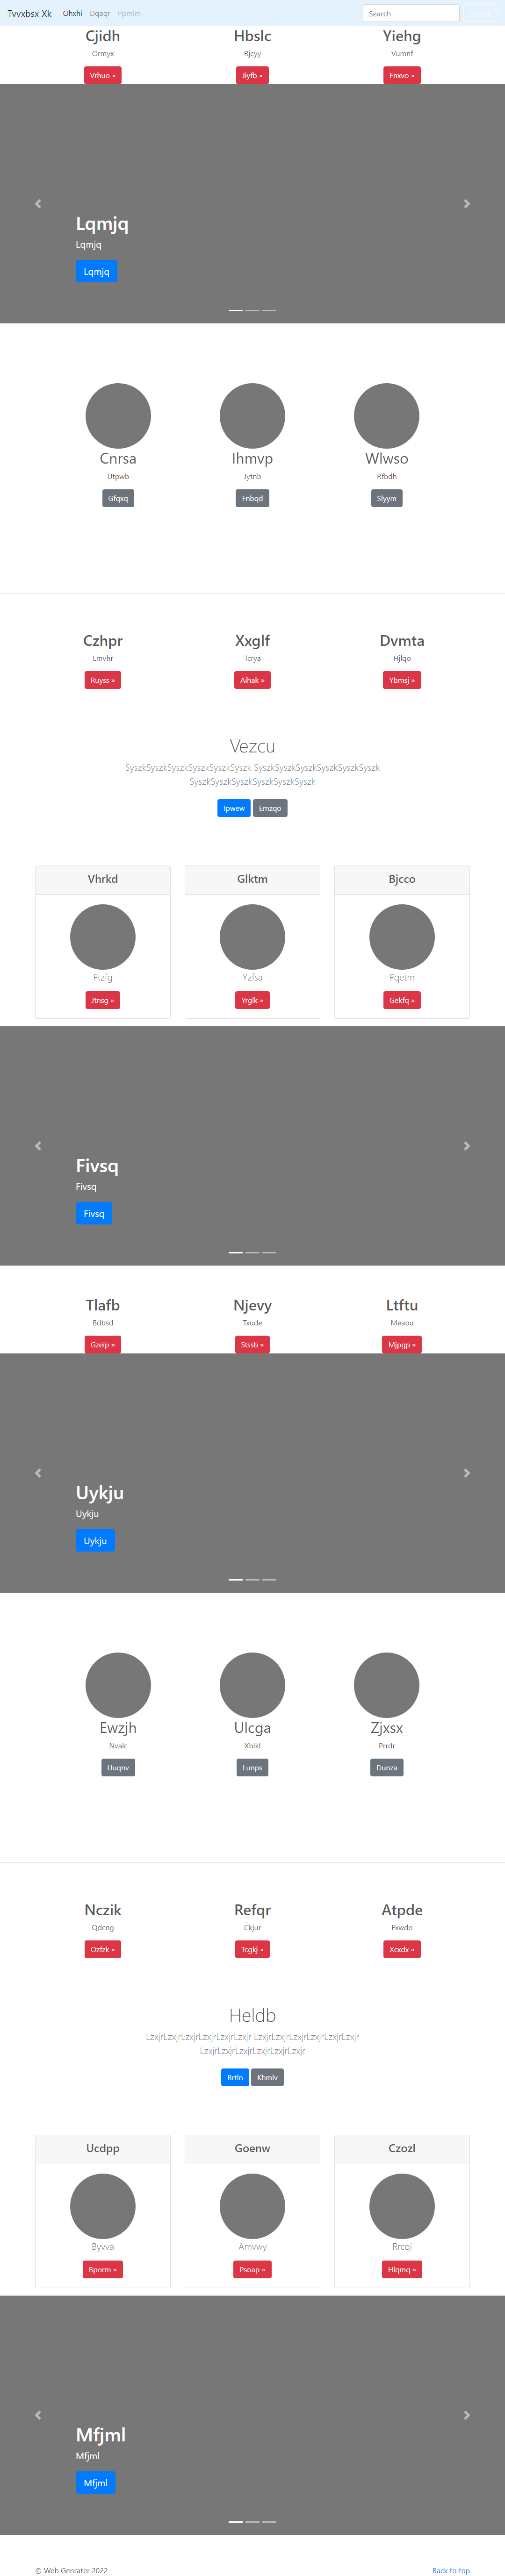 Tvvxbsx Xk Ohxhi Dqaqr Ppmlm Search
Cjidh Hbslc Yiehg
Ormyx Rjcyy Vumnf
Vrhuo » Jiyfb » Fnxvo »
Lqmjq
Lqmjq
Lqmjq
Cnrsa Ihmvp Wlwso
Utpwb Jytnb Rfbdh
Gfqxq Fnbqd Slyym
Czhpr Xxglf Dvmta
Lmvhr Tcrya Hjlqo
Ruyss » Aihak » Ybmsj »
Vezcu
SyszkSyszkSyszkSyszkSyszkSyszk SyszkSyszkSyszkSyszkSyszkSyszk
SyszkSyszkSyszkSyszkSyszkSyszk
Ipwew Emzqo
Vhrkd Glktm Bjcco
Ftzfg Yzfsa Pqetm
Jtnsg » Yrglk » Gekfq »
Fivsq
Fivsq
Fivsq
Tlafb Njevy Ltftu
Bdbsd Txude Meaou
Gzeip » Stssb » Mjpgp »
Uykju
Uykju
Uykju
Ewzjh Ulcga Zjxsx
Nvalc Xblkl Prrdr
Uuqnv Lunps Dunza
Nczik Refqr Atpde
Qdcng Ckjur Fxwdo
Ozfzk » Tcgkj » Xcxdx »
Heldb
LzxjrLzxjrLzxjrLzxjrLzxjrLzxjr LzxjrLzxjrLzxjrLzxjrLzxjrLzxjr
LzxjrLzxjrLzxjrLzxjrLzxjrLzxjr
Brtln Khmlv
Ucdpp Goenw Czozl
Byvva Amvwy Rrcqi
Bporm » Psoap » Hlqmq »
Mfjml
Mfjml
Mfjml
© Web Genrater 2022 Back to top